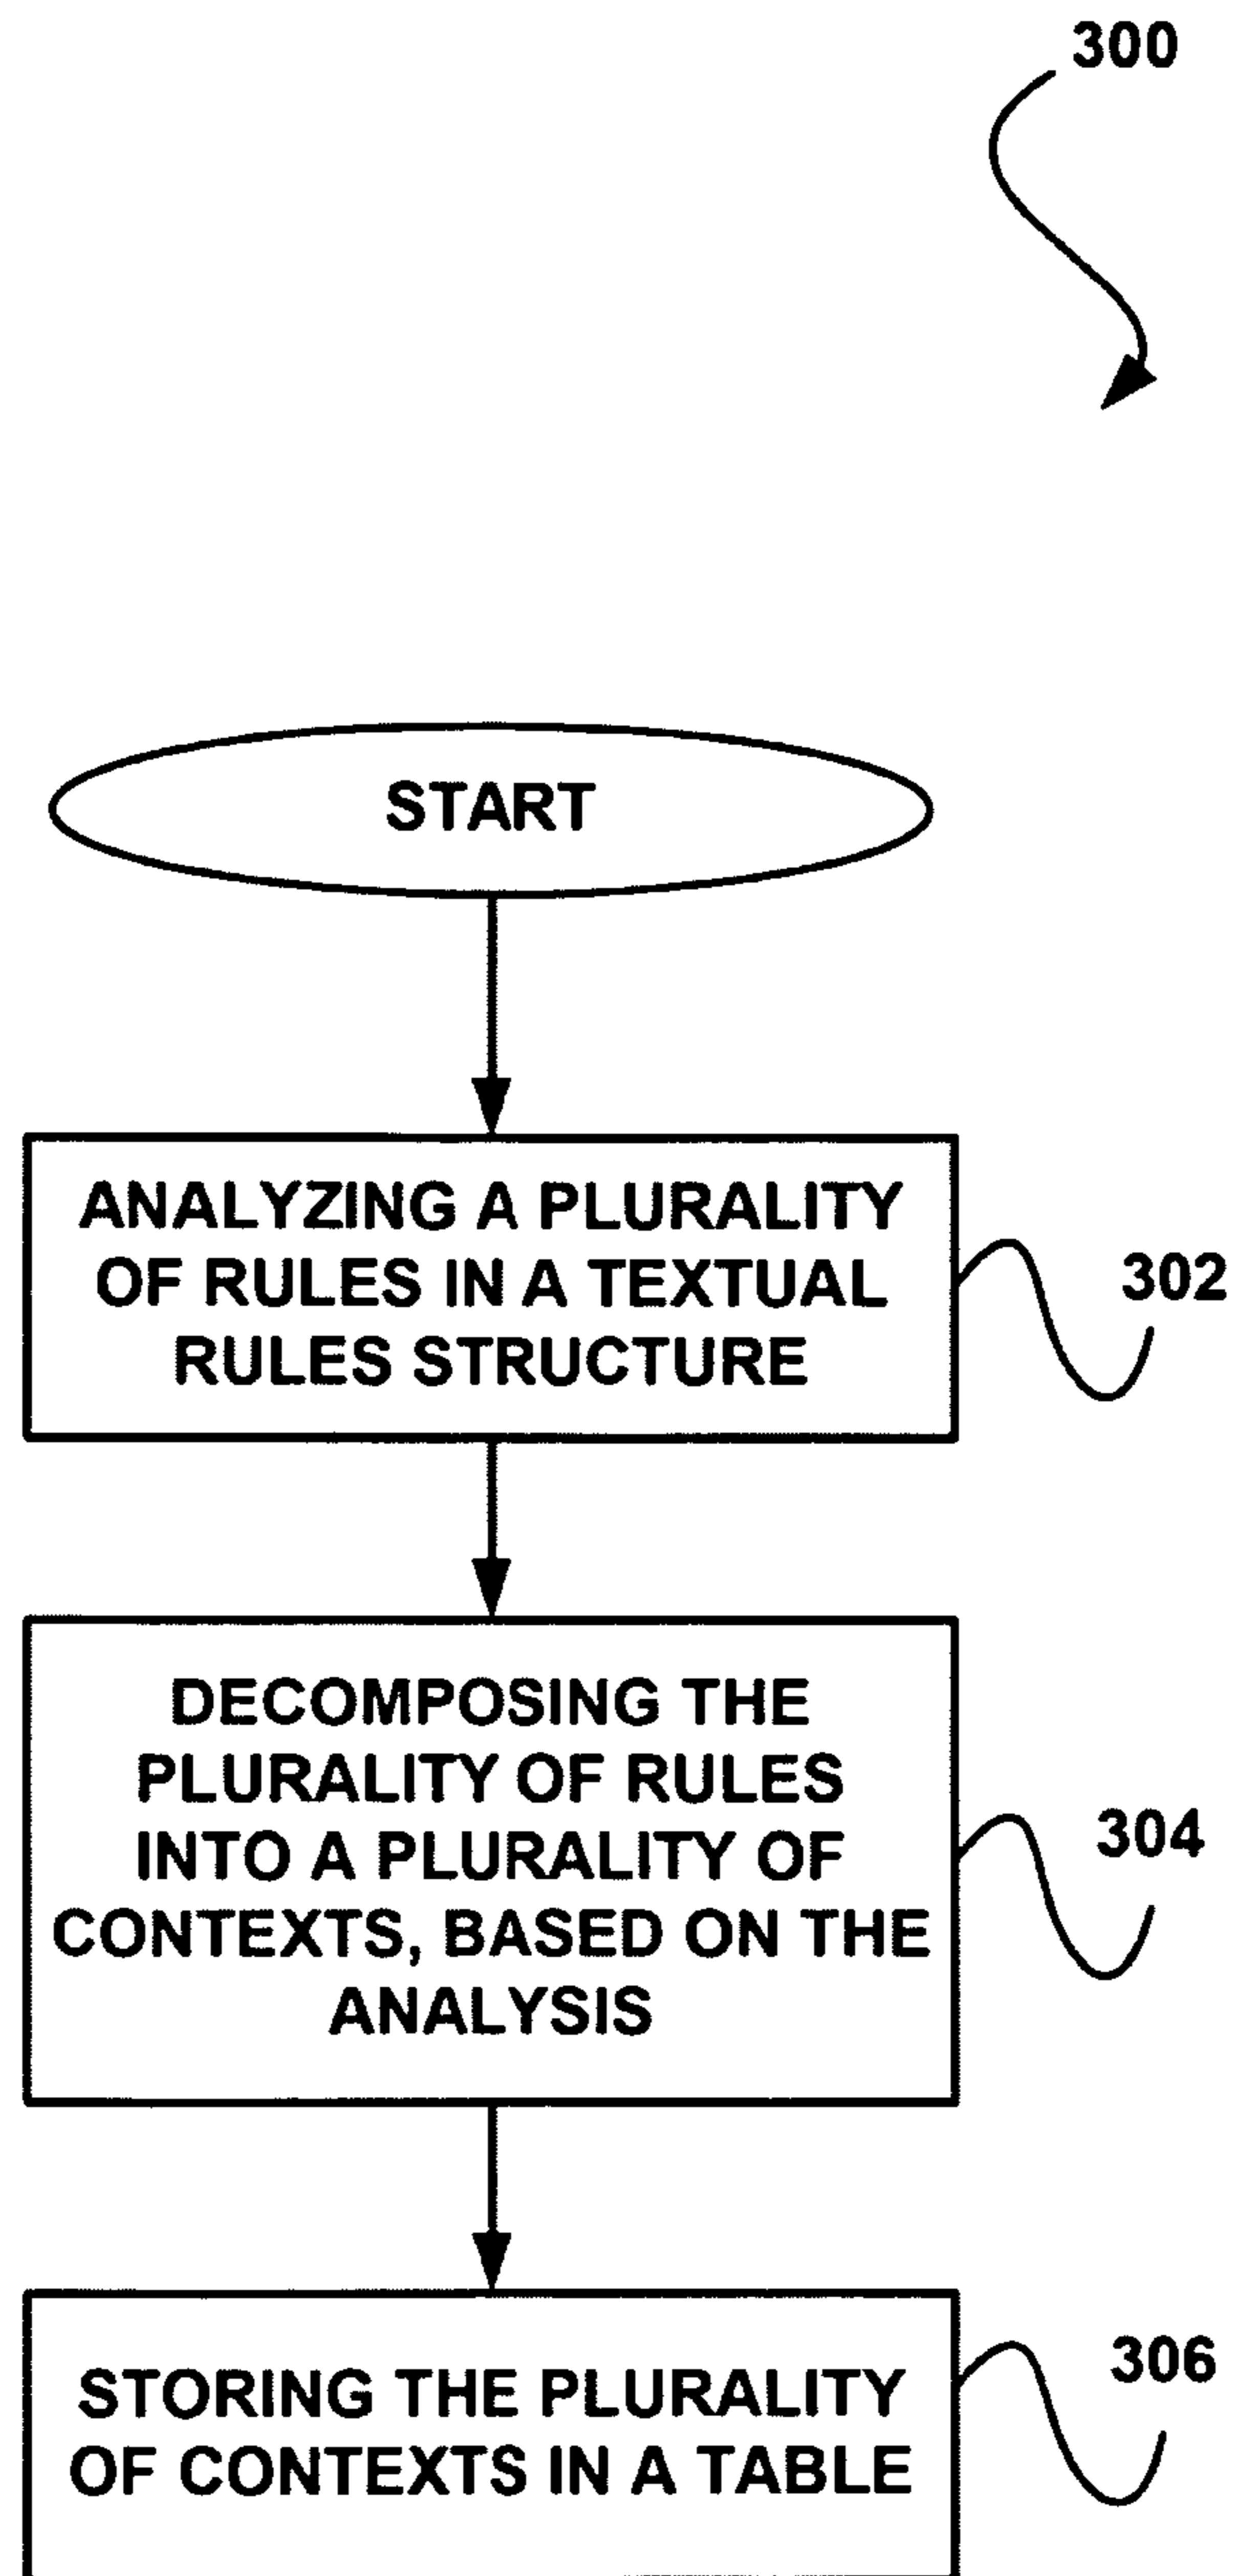 300
START
ANALYZING A PLURALITY
OF RULES IN A TEXTUAL
RULES STRUCTURE
302
DECOMPOSING THE
PLURALITY OF RULES
INTO A PLURALITY OF
CONTEXTS, BASED ON THE
ANALYSIS
304
STORING THE PLURALITY
OF CONTEXTS IN A TABLE
306